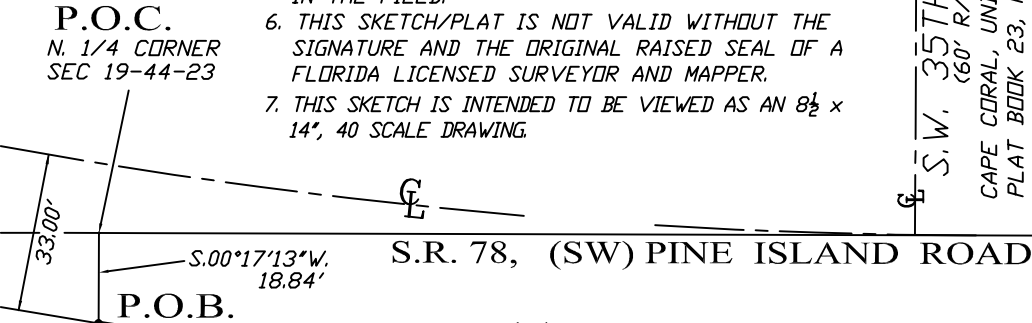 P.O.C.
N. 1/4 CORNER
SEC 19-44-23
6. THIS SKETCH/PLAT IS NOT VALID WITHOUT THE
SIGNATURE AND THE ORIGINAL RAISED SEAL OF A
FLORIDA LICENSED SURVEYOR AND MAPPER.
7. THIS SKETCH IS INTENDED TO BE VIEWED AS AN 8½ x
14", 40 SCALE DRAWING.
S.W. 35TH
(60' R/
CAPE CORAL, UNI
PLAT BOOK 23,
33.00'
℄
℄
S.R. 78, (SW) PINE ISLAND ROAD
S.00°17'13"W.
18.84'
P.O.B.